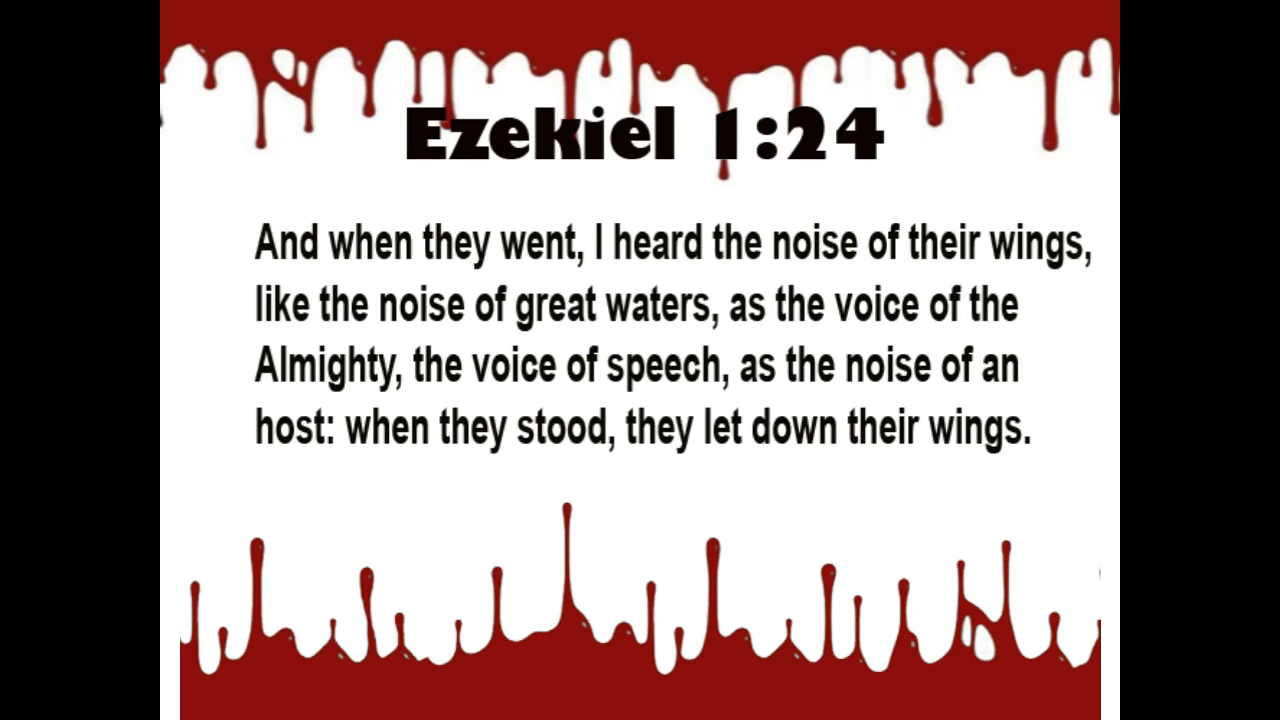 Ezekiel 1:24
And when they went, I heard the noise of their wings,
like the noise of great waters, as the voice of the
Almighty, the voice of speech, as the noise of an
host: when they stood, they let down their wings.